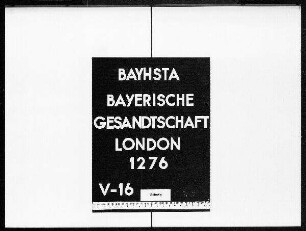 BAYHSTA
BAYERISCHE
GESANDTSCHAFT
LONDON
1276
V-16